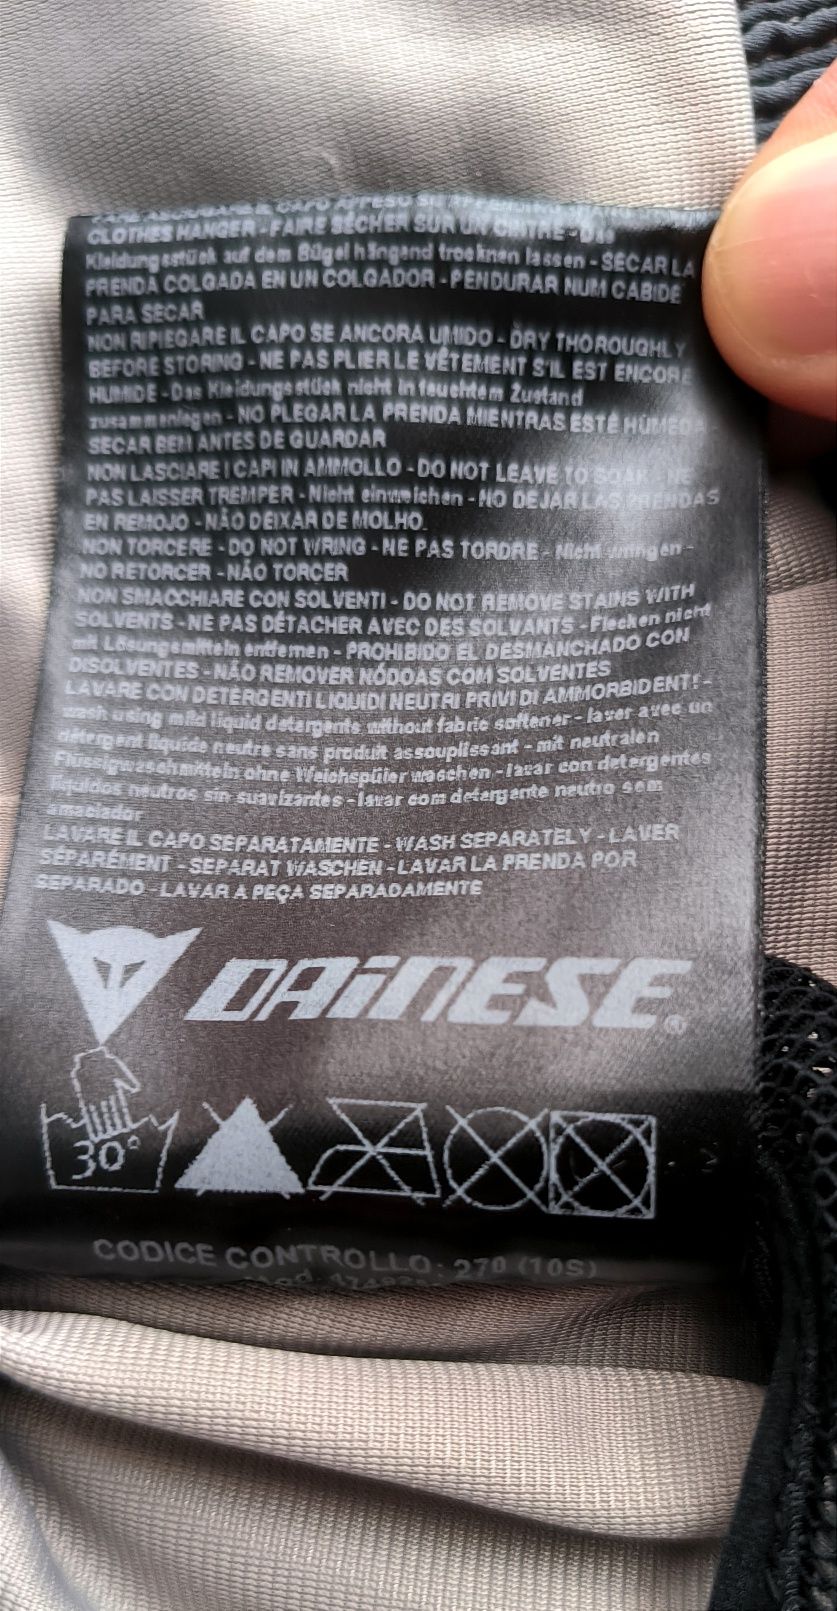 CAPO APPESO
CLOTHES HANGER - FAIRE SÉCHER SUR UN CINTRE - Das
Kleidungsstück auf dem Bügel hängend trocknen lassen - SECAR LA
PRENDA COLGADA EN UN COLGADOR - PENDURAR NUM CABIDE
PARA SECAR
NON RIPIEGARE IL CAPO SE ANCORA UMIDO - DRY THOROUGHLY
BEFORE STORING - NE PAS PLIER LE VÊTEMENT S'IL EST ENCORE
HUMIDE - Das Kleidungsstück nicht in feuchtem Zustand
zusammenlegen - NO PLEGAR LA PRENDA MIENTRAS ESTÉ HÚMEDA
SECAR BEM ANTES DE GUARDAR
NON LASCIARE I CAPI IN AMMOLLO - DO NOT LEAVE TO SOAK - NE
PAS LAISSER TREMPER - Nicht einweichen - NO DEJAR LAS PRENDAS
EN REMOJO - NÃO DEIXAR DE MOLHO
NON TORCERE - DO NOT WRING - NE PAS TORDRE - Nicht wringen -
NO RETORCER - NÃO TORCER
NON SMACCHIARE CON SOLVENTI - DO NOT REMOVE STAINS WITH
SOLVENTS - NE PAS DÉTACHER AVEC DES SOLVANTS - Flecken nicht
mit Lösungsmitteln entfernen - PROHIBIDO EL DESMANCHADO CON
DISOLVENTES - NÃO REMOVER NÓDOAS COM SOLVENTES
LAVARE CON DETERGENTI LIQUIDI NEUTRI PRIVI DI AMMORBIDENTI -
wash using mild liquid detergents without fabric softener - laver avec un
détergent liquide neutre sans produit assouplissant - mit neutralen
Flüssigwaschmitteln ohne Weichspüler waschen - lavar con detergentes
líquidos neutros sin suavizantes - lavar com detergente neutro sem
amaciador
LAVARE IL CAPO SEPARATAMENTE - WASH SEPARATELY - LAVER
SÉPARÉMENT - SEPARAT WASCHEN - LAVAR LA PRENDA POR
SEPARADO - LAVAR A PEÇA SEPARADAMENTE
DAINESE®
30°
CODICE CONTROLLO: 270 (10S)
Mod.